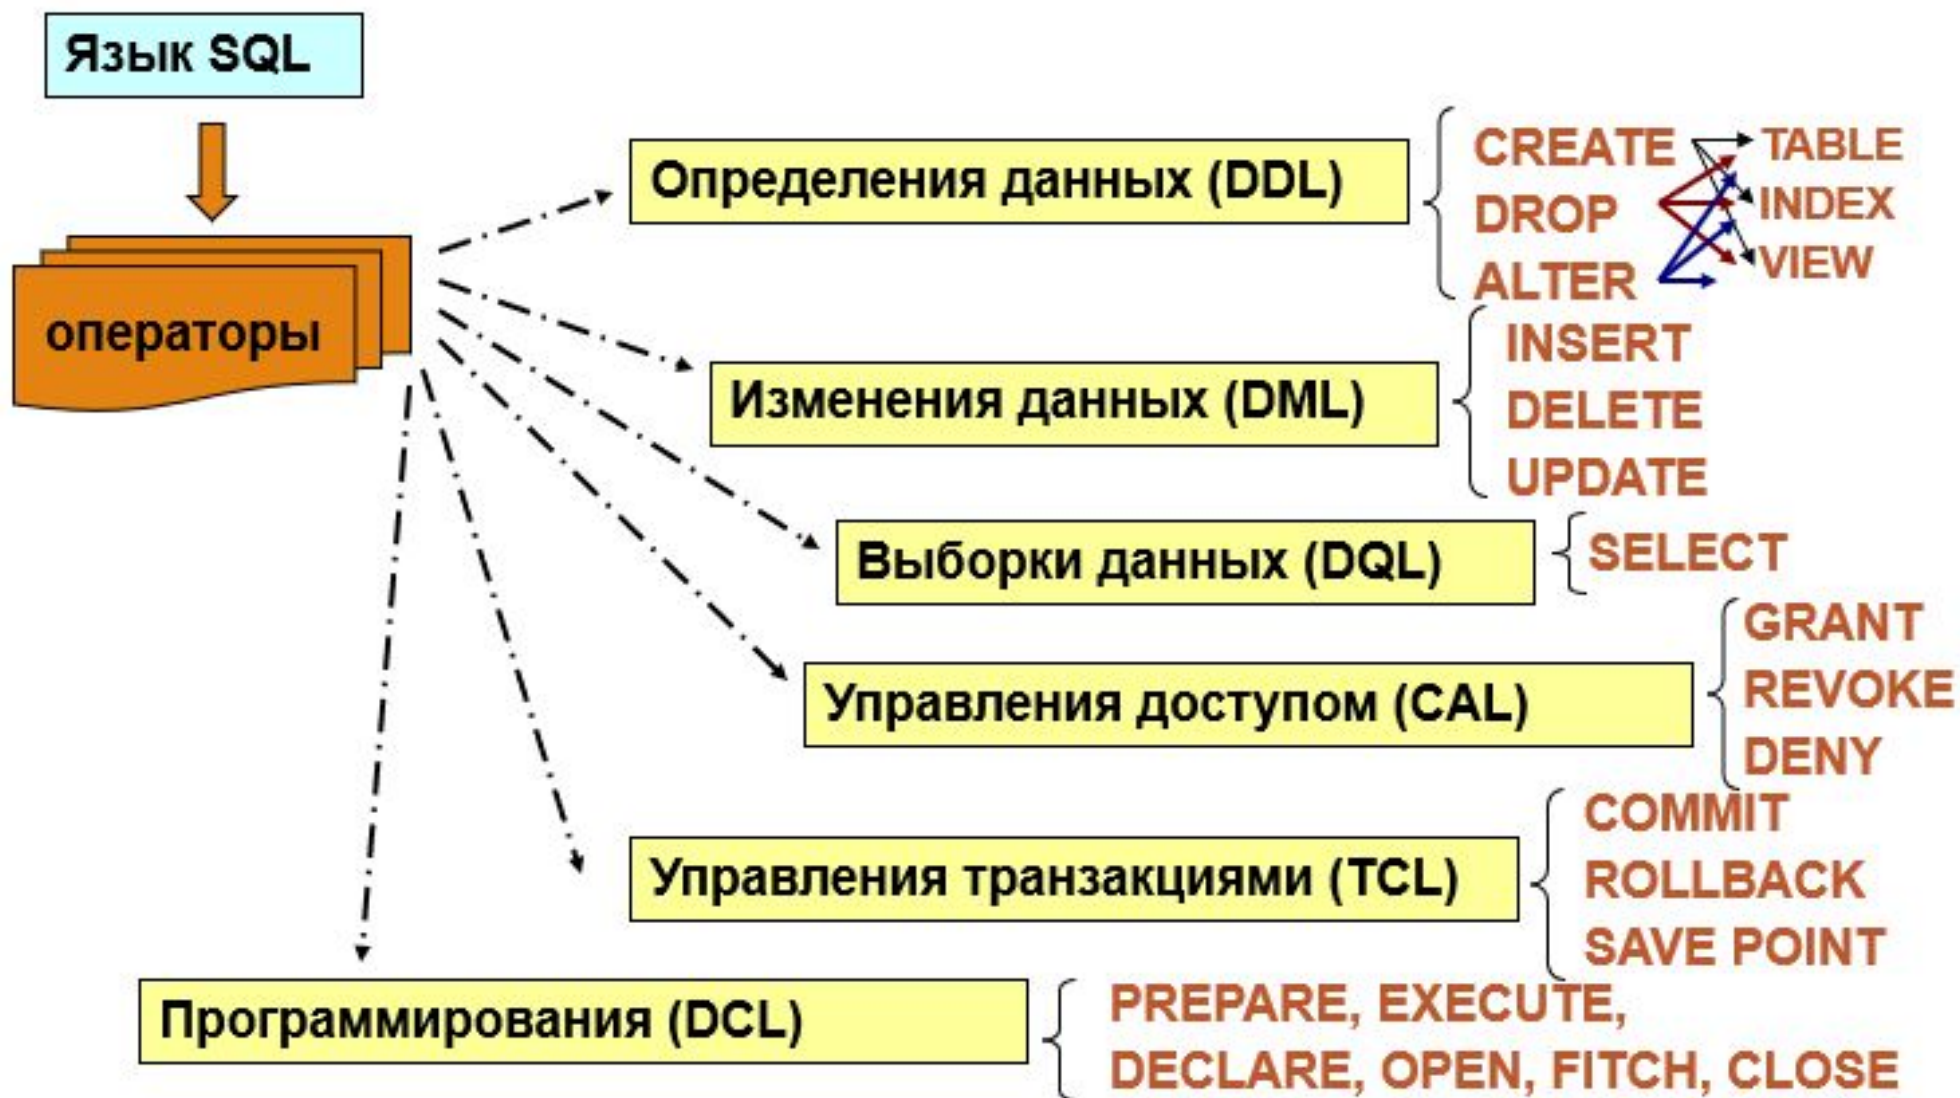 Язык SQL
операторы
Определения данных (DDL)
CREATE
DROP
ALTER
TABLE
INDEX
VIEW
Изменения данных (DML)
INSERT
DELETE
UPDATE
Выборки данных (DQL)
SELECT
Управления доступом (CAL)
GRANT
REVOKE
DENY
Управления транзакциями (TCL)
COMMIT
ROLLBACK
SAVE POINT
Программирования (DCL)
PREPARE, EXECUTE,
DECLARE, OPEN, FITCH, CLOSE